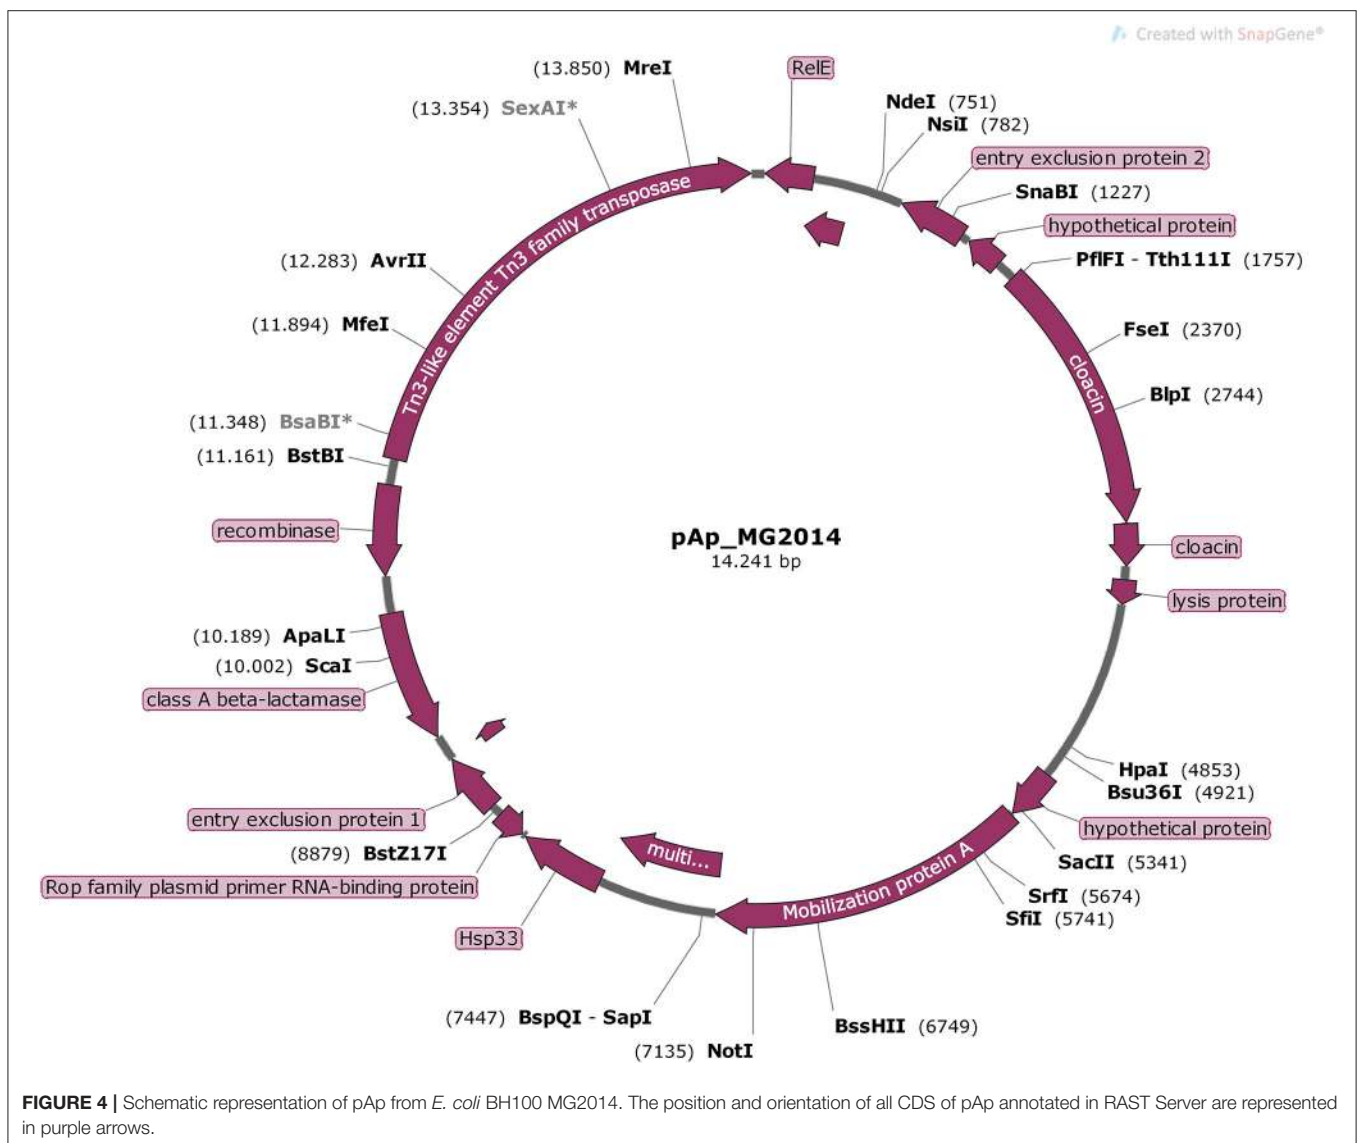 Created with SnapGene®
(13.850) MreI
RelE
(13.354) SexAI*
NdeI (751)
NsiI (782)
entry exclusion protein 2
SnaBI (1227)
hypothetical protein
PflFI - Tth111I (1757)
Tn3-like element Tn3 family transposase
(12.283) AvrII
(11.894) MfeI
FseI (2370)
cloacin
BlpI (2744)
(11.348) BsaBI*
(11.161) BstBI
recombinase
pAp_MG2014
14.241 bp
cloacin
lysis protein
(10.189) ApaLI
(10.002) ScaI
class A beta-lactamase
HpaI (4853)
Bsu36I (4921)
entry exclusion protein 1
hypothetical protein
(8879) BstZ17I
multi...
Mobilization protein A
SacII (5341)
Rop family plasmid primer RNA-binding protein
SrfI (5674)
SfiI (5741)
Hsp33
(7447) BspQI - SapI
BssHII (6749)
(7135) NotI
FIGURE 4 | Schematic representation of pAp from E. coli BH100 MG2014. The position and orientation of all CDS of pAp annotated in RAST Server are represented
in purple arrows.